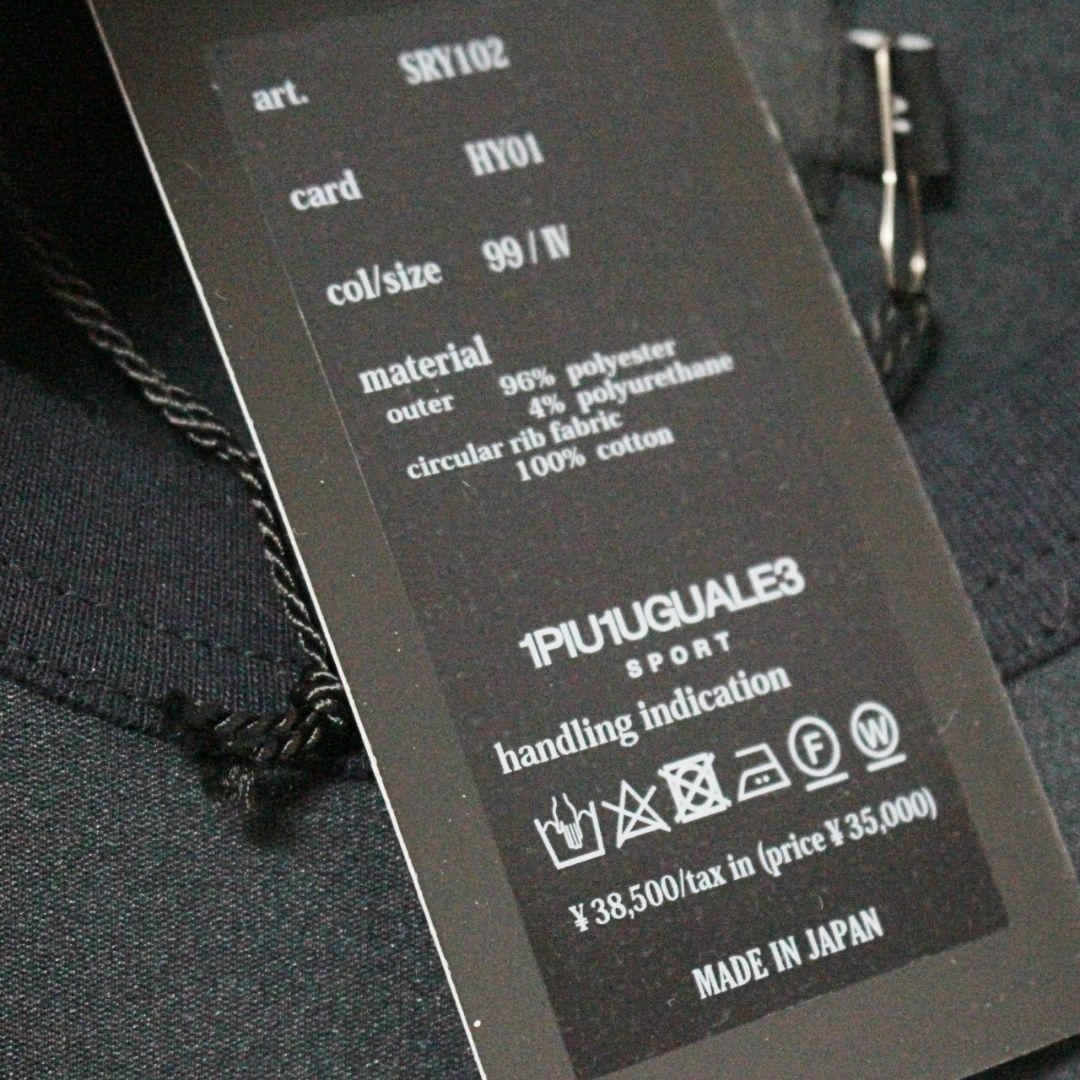 art. SRY102
card HY01
col/size 99 / IV
material
outer 96% polyester
4% polyurethane
circular rib fabric
100% cotton
1PIU1UGUALE3
SPORT
handling indication
F W
¥38,500/tax in (price ¥35,000)
MADE IN JAPAN